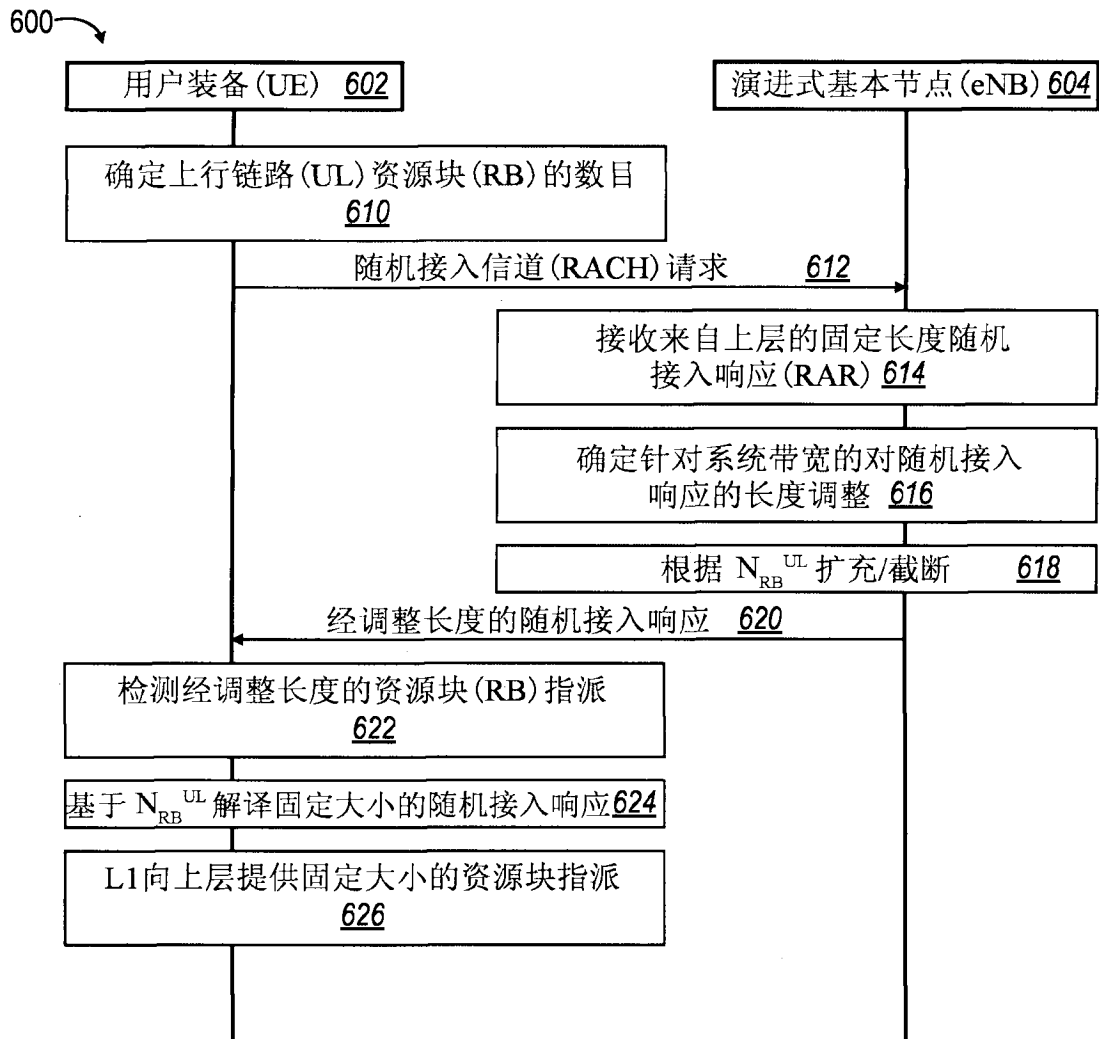 600
用户装备(UE) 602
演进式基本节点(eNB) 604
确定上行链路(UL)资源块(RB)的数目
610
随机接入信道(RACH)请求 612
接收来自上层的固定长度随机
接入响应(RAR) 614
确定针对系统带宽的对随机接入
响应的长度调整 616
根据 N_RB^UL 扩充/截断 618
经调整长度的随机接入响应 620
检测经调整长度的资源块(RB)指派
622
基于 N_RB^UL 解译固定大小的随机接入响应 624
L1向上层提供固定大小的资源块指派
626